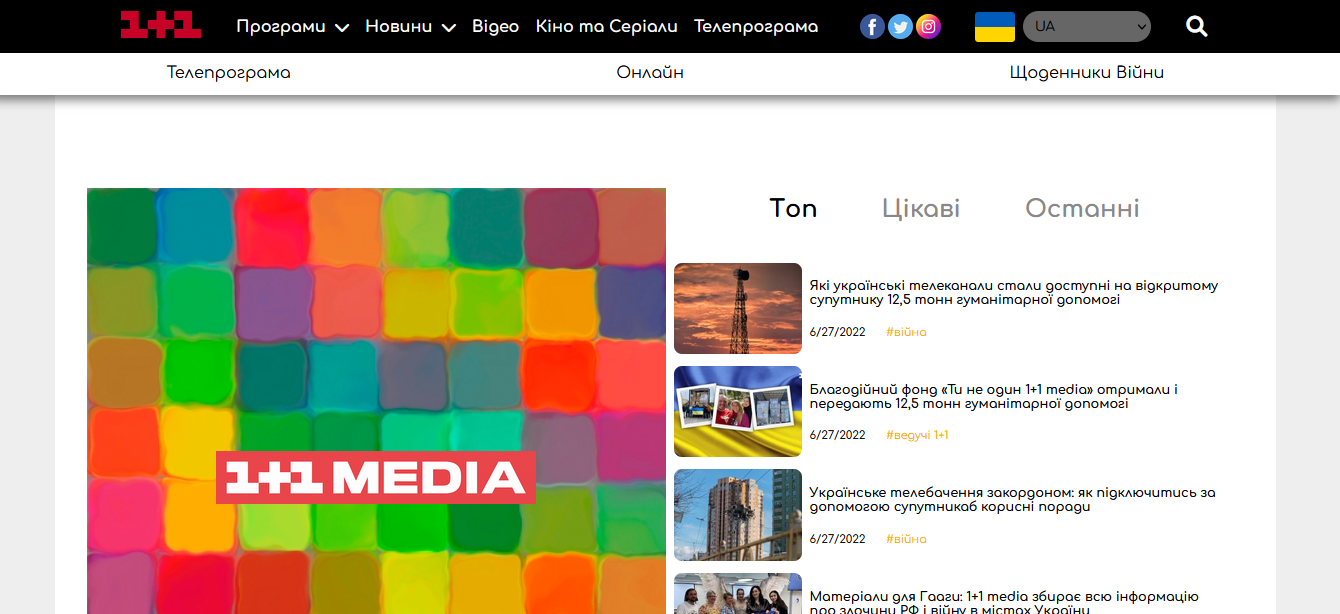 1+1 Програми Новини Відео Кіно та Серіали Телепрограма UA
Телепрограма Онлайн Щоденники Війни
1+1 MEDIA
Топ Цікаві Останні
Які українські телеканали стали доступні на відкритому
супутнику 12,5 тонн гуманітарної допомогі
6/27/2022 #війна
Благодійний фонд «Ти не один 1+1 media» отримали і
передають 12,5 тонн гуманітарної допомогі
6/27/2022 #ведучі 1+1
Українське телебачення закордоном: як підключитись за
допомогою супутникаб корисні поради
6/27/2022 #війна
Матеріали для Гааги: 1+1 media збирає всю інформацію
про злочини РФ і війну в містах України